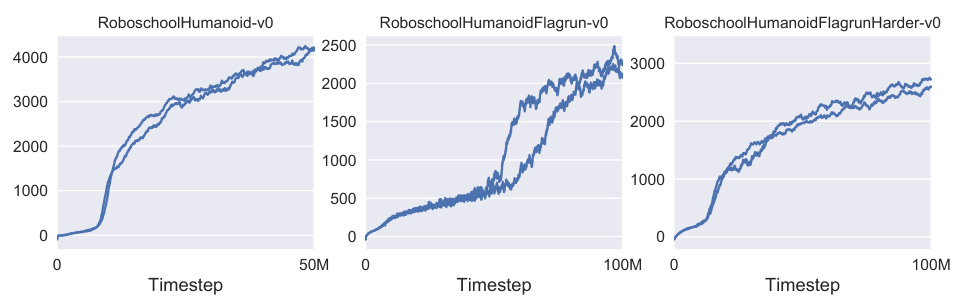 RoboschoolHumanoid-v0
4000
3000
2000
1000
0
0
50M
Timestep
RoboschoolHumanoidFlagrun-v0
2500
2000
1500
1000
500
0
0
100M
Timestep
RoboschoolHumanoidFlagrunHarder-v0
3000
2000
1000
0
0
100M
Timestep